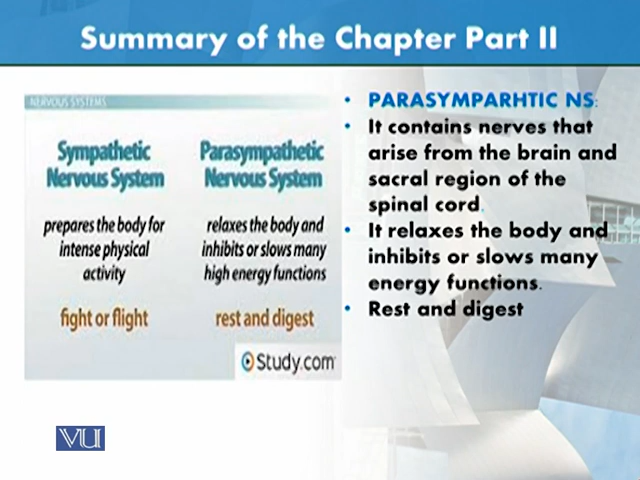 Summary of the Chapter Part II
NERVOUS SYSTEMS
Sympathetic
Nervous System
prepares the body for
intense physical
activity
fight or flight
Parasympathetic
Nervous System
relaxes the body and
inhibits or slows many
high energy functions
rest and digest
Study.com
• PARASYMPARHTIC NS:
• It contains nerves that
arise from the brain and
sacral region of the
spinal cord.
• It relaxes the body and
inhibits or slows many
energy functions.
• Rest and digest
VU